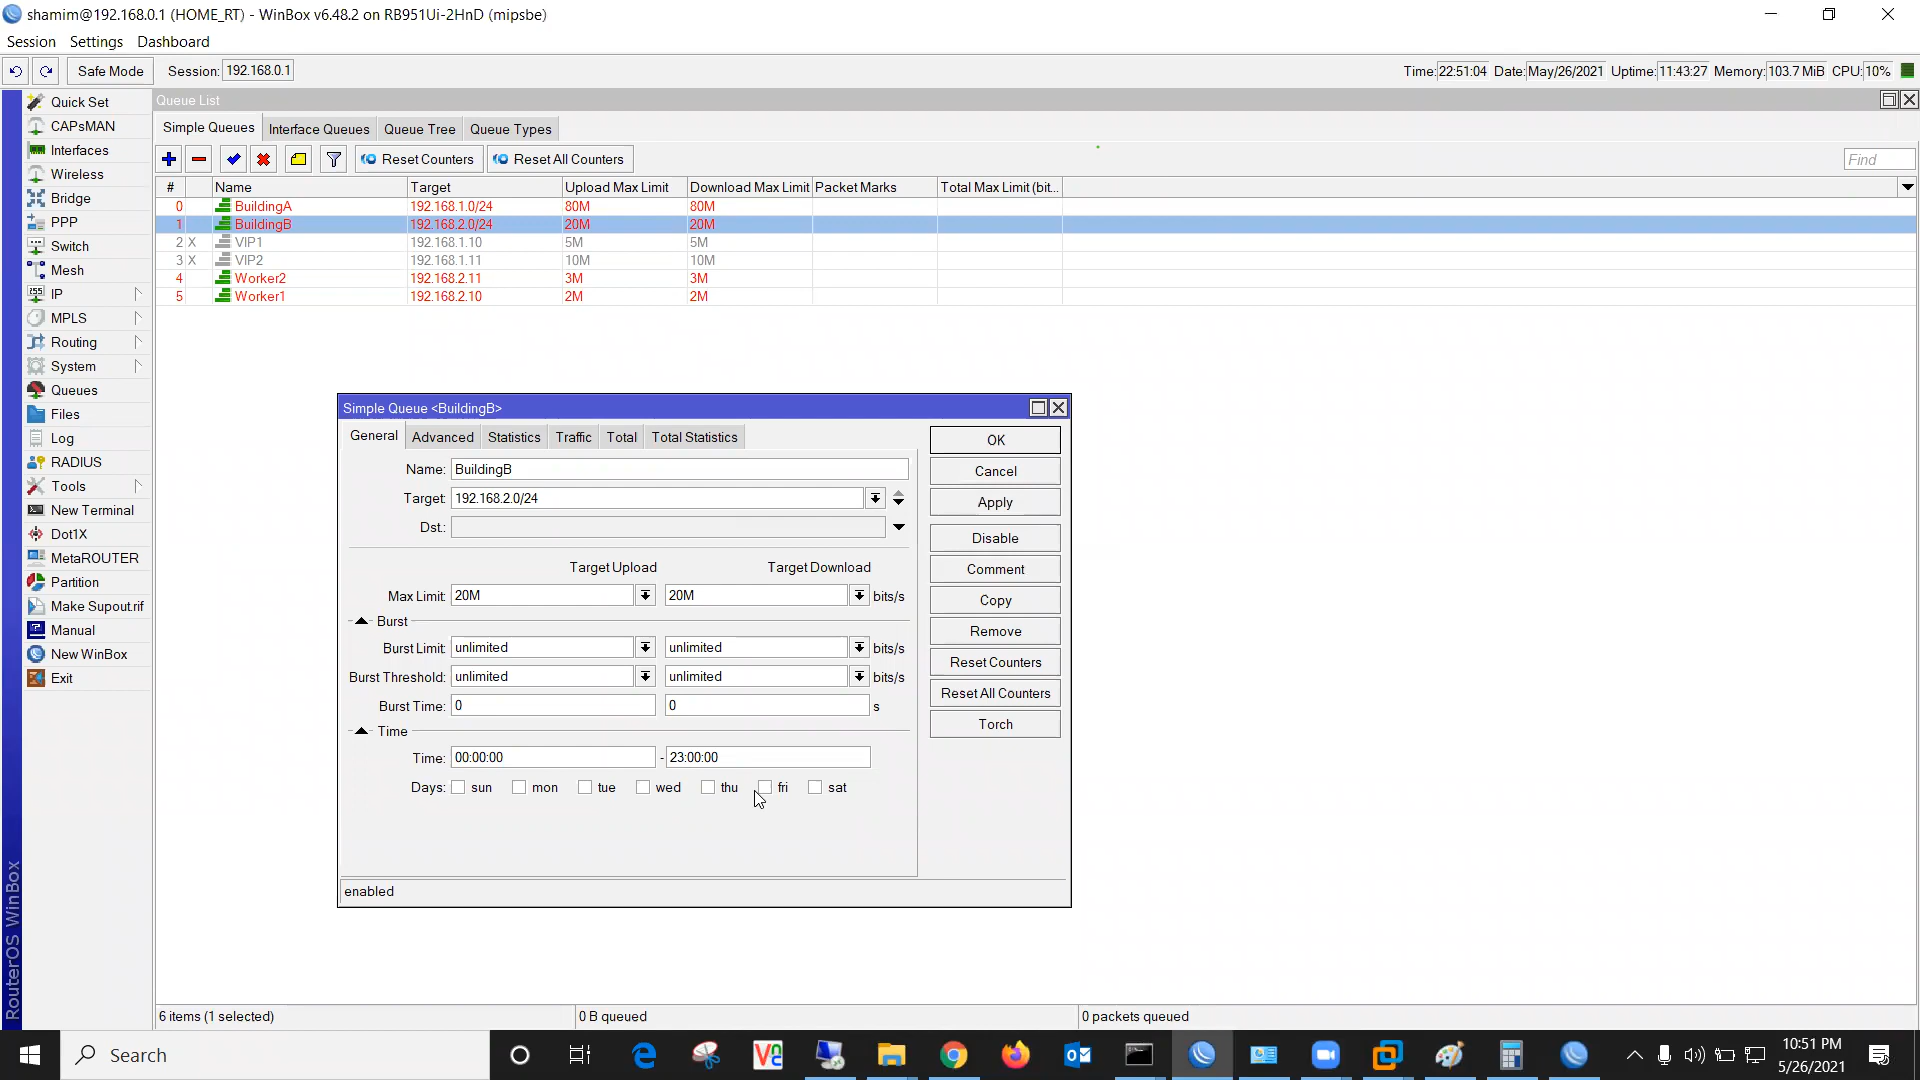 shamim@192.168.0.1 (HOME_RT) - WinBox v6.48.2 on RB951Ui-2HnD (mipsbe)
Session Settings Dashboard
Safe Mode Session: 192.168.0.1 Time: 22:51:04 Date: May/26/2021 Uptime: 11:43:27 Memory: 103.7 MiB CPU: 10%
Quick Set
CAPsMAN
Interfaces
Wireless
Bridge
PPP
Switch
Mesh
IP
MPLS
Routing
System
Queues
Files
Log
RADIUS
Tools
New Terminal
Dot1X
MetaROUTER
Partition
Make Supout.rif
Manual
New WinBox
Exit
RouterOS WinBox
Queue List
Simple Queues Interface Queues Queue Tree Queue Types
Reset Counters Reset All Counters Find
# Name Target Upload Max Limit Download Max Limit Packet Marks Total Max Limit (bit...
0 BuildingA 192.168.1.0/24 80M 80M
1 BuildingB 192.168.2.0/24 20M 20M
2 X VIP1 192.168.1.10 5M 5M
3 X VIP2 192.168.1.11 10M 10M
4 Worker2 192.168.2.11 3M 3M
5 Worker1 192.168.2.10 2M 2M
Simple Queue <BuildingB>
General Advanced Statistics Traffic Total Total Statistics
Name: BuildingB
Target: 192.168.2.0/24
Dst.:
Target Upload Target Download
Max Limit: 20M 20M bits/s
Burst
Burst Limit: unlimited unlimited bits/s
Burst Threshold: unlimited unlimited bits/s
Burst Time: 0 0 s
Time
Time: 00:00:00 - 23:00:00
Days: sun mon tue wed thu fri sat
enabled
OK
Cancel
Apply
Disable
Comment
Copy
Remove
Reset Counters
Reset All Counters
Torch
6 items (1 selected) 0 B queued 0 packets queued
Search
10:51 PM
5/26/2021